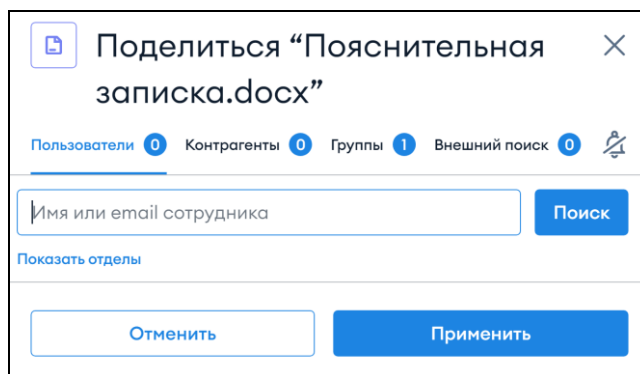 Поделиться “Пояснительная
записка.docx”
Пользователи 0 Контрагенты 0 Группы 1 Внешний поиск 0
Имя или email сотрудника Поиск
Показать отделы
Отменить Применить